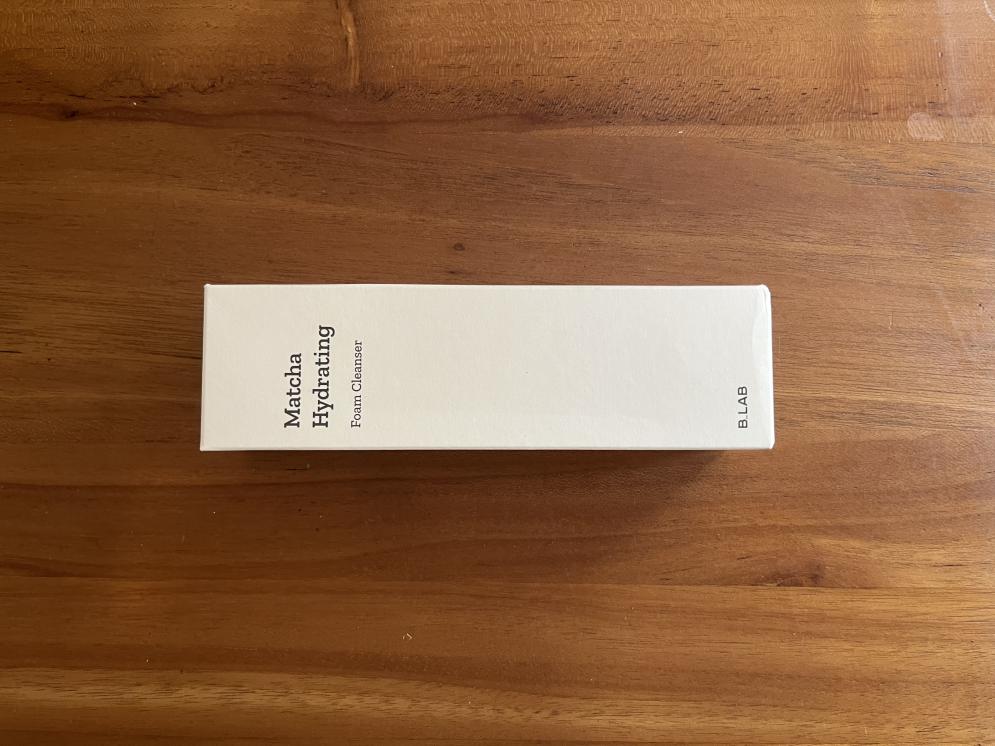 Matcha
Hydrating
Foam Cleanser
B.LAB